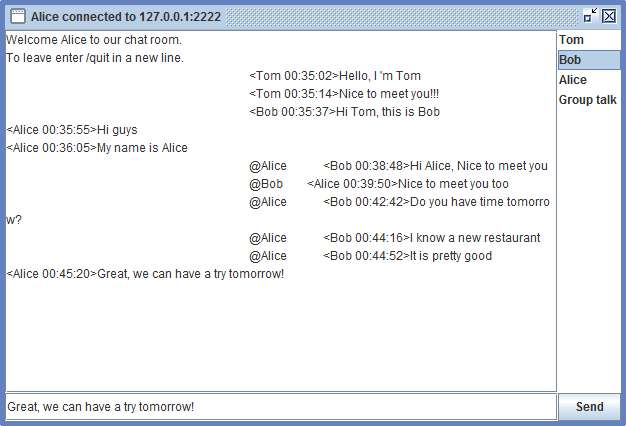 Alice connected to 127.0.0.1:2222
Welcome Alice to our chat room.
To leave enter /quit in a new line.
<Tom 00:35:02>Hello, I 'm Tom
<Tom 00:35:14>Nice to meet you!!!
<Bob 00:35:37>Hi Tom, this is Bob
<Alice 00:35:55>Hi guys
<Alice 00:36:05>My name is Alice
@Alice <Bob 00:38:48>Hi Alice, Nice to meet you
@Bob <Alice 00:39:50>Nice to meet you too
@Alice <Bob 00:42:42>Do you have time tomorro
w?
@Alice <Bob 00:44:16>I know a new restaurant
@Alice <Bob 00:44:52>It is pretty good
<Alice 00:45:20>Great, we can have a try tomorrow!
Tom
Bob
Alice
Group talk
Great, we can have a try tomorrow!
Send